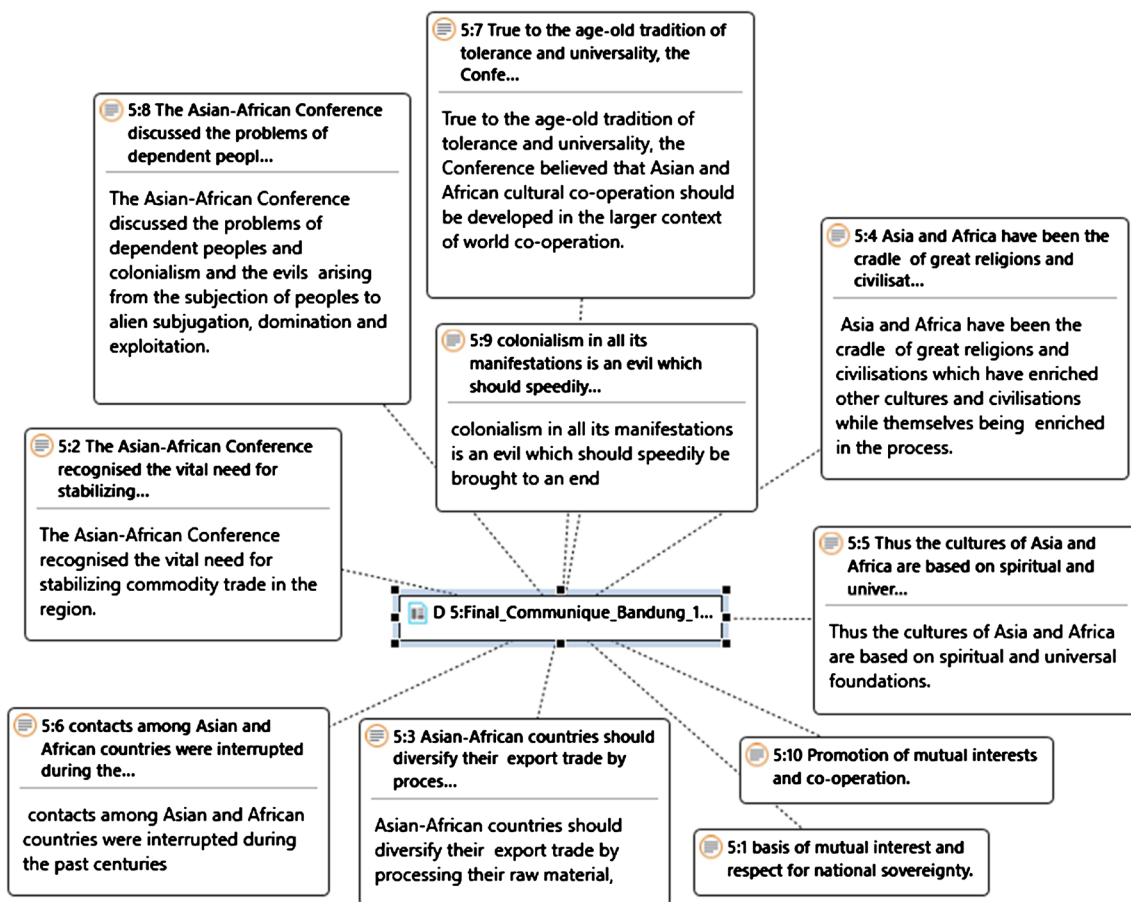 5:7 True to the age-old tradition of
tolerance and universality, the
Confe...
True to the age-old tradition of
tolerance and universality, the
Conference believed that Asian and
African cultural co-operation should
be developed in the larger context
of world co-operation.
5:8 The Asian-African Conference
discussed the problems of
dependent peopl...
The Asian-African Conference
discussed the problems of
dependent peoples and
colonialism and the evils arising
from the subjection of peoples to
alien subjugation, domination and
exploitation.
5:4 Asia and Africa have been the
cradle of great religions and
civilisat...
Asia and Africa have been the
cradle of great religions and
civilisations which have enriched
other cultures and civilisations
while themselves being enriched
in the process.
5:9 colonialism in all its
manifestations is an evil which
should speedily...
colonialism in all its manifestations
is an evil which should speedily be
brought to an end
5:2 The Asian-African Conference
recognised the vital need for
stabilizing...
The Asian-African Conference
recognised the vital need for
stabilizing commodity trade in the
region.
5:5 Thus the cultures of Asia and
Africa are based on spiritual and
univer...
Thus the cultures of Asia and Africa
are based on spiritual and universal
foundations.
D 5:Final_Communique_Bandung_1...
5:6 contacts among Asian and
African countries were interrupted
during the...
contacts among Asian and African
countries were interrupted during
the past centuries
5:3 Asian-African countries should
diversify their export trade by
proces...
Asian-African countries should
diversify their export trade by
processing their raw material,
5:10 Promotion of mutual interests
and co-operation.
5:1 basis of mutual interest and
respect for national sovereignty.